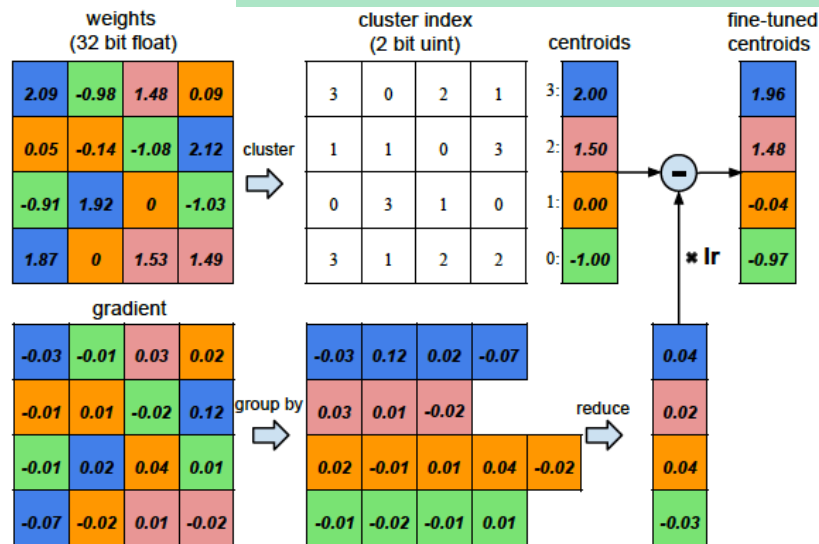 weights
(32 bit float)
cluster index
(2 bit uint)
centroids
fine-tuned
centroids
2.09 -0.98 1.48 0.09
3 0 2 1
3: 2.00
1.96
0.05 -0.14 -1.08 2.12
cluster
1 1 0 3
2: 1.50
1.48
-0.91 1.92 0 -1.03
0 3 1 0
1: 0.00
-0.04
1.87 0 1.53 1.49
3 1 2 2
0: -1.00
-0.97
-
× lr
gradient
-0.03 -0.01 0.03 0.02
-0.03 0.12 0.02 -0.07
0.04
-0.01 0.01 -0.02 0.12
group by
0.03 0.01 -0.02
reduce
0.02
-0.01 0.02 0.04 0.01
0.02 -0.01 0.01 0.04 -0.02
0.04
-0.07 -0.02 0.01 -0.02
-0.01 -0.02 -0.01 0.01
-0.03